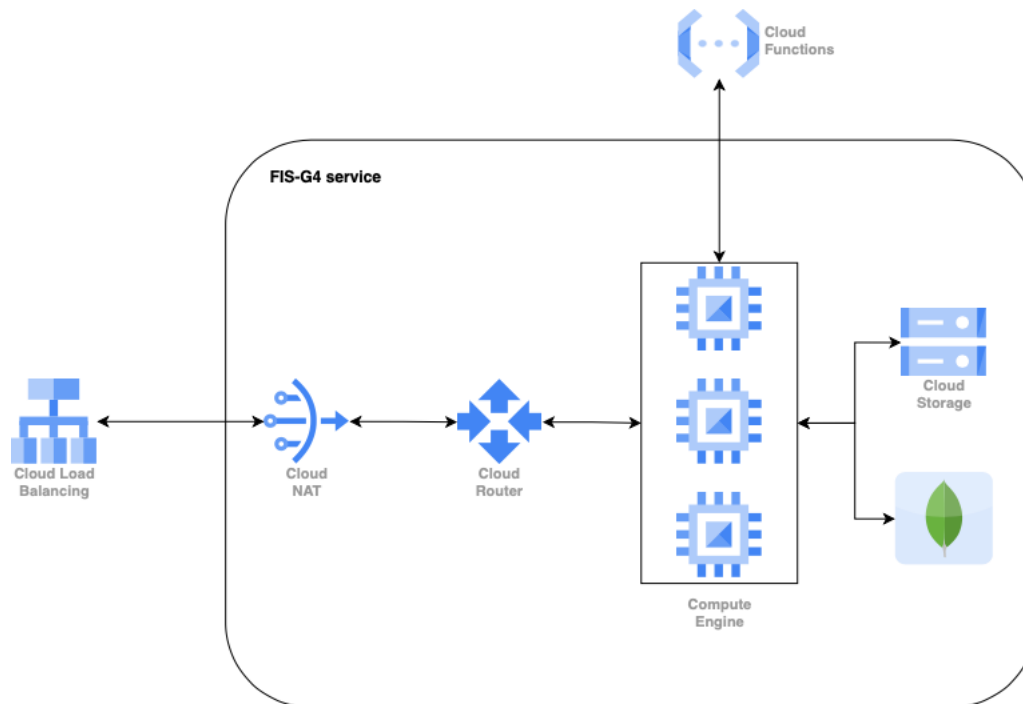 Cloud
Functions
FIS-G4 service
Cloud Load
Balancing
Cloud
NAT
Cloud
Router
Compute
Engine
Cloud
Storage